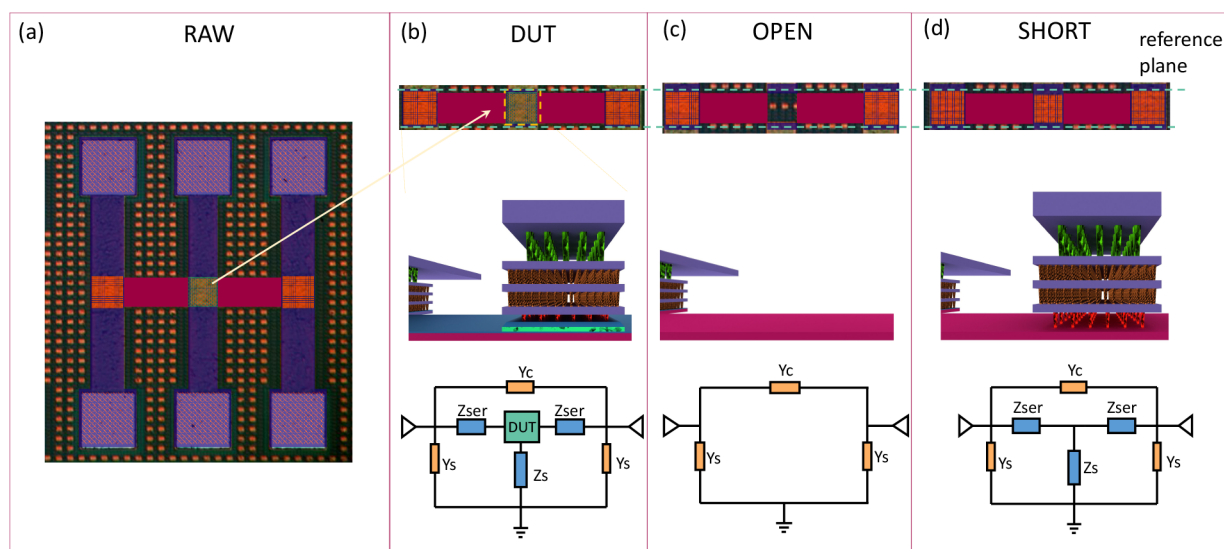 (a)
RAW
(b)
DUT
(c)
OPEN
(d)
SHORT
reference
plane
Yc
Zser
DUT
Zser
Ys
Zs
Ys
Yc
Ys
Ys
Yc
Zser
Zser
Ys
Zs
Ys